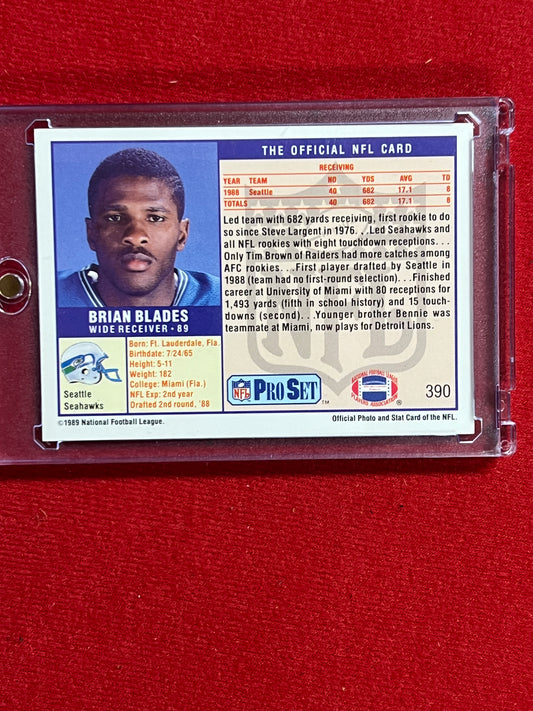 THE OFFICIAL NFL CARD
RECEIVING
YEAR TEAM NO YDS AVG TD
1988 Seattle 40 682 17.1 8
TOTALS 40 682 17.1 8
Led team with 682 yards receiving, first rookie to do
so since Steve Largent in 1976. . .Led Seahawks and
all NFL rookies with eight touchdown receptions. . .
Only Tim Brown of Raiders had more catches among
AFC rookies. . .First player drafted by Seattle in
1988 (team had no first-round selection). . .Finished
career at University of Miami with 80 receptions for
1,493 yards (fifth in school history) and 15 touch-
downs (second). . .Younger brother Bennie was
teammate at Miami, now plays for Detroit Lions.
BRIAN BLADES
WIDE RECEIVER • 89
Seattle
Seahawks
Born: Ft. Lauderdale, Fla.
Birthdate: 7/24/65
Height: 5-11
Weight: 182
College: Miami (Fla.)
NFL Exp: 2nd year
Drafted 2nd round, '88
NFL PRO SET ™
NATIONAL FOOTBALL LEAGUE
PLAYERS ASSOCIATION ®
390
©1989 National Football League.
Official Photo and Stat Card of the NFL.
NFL